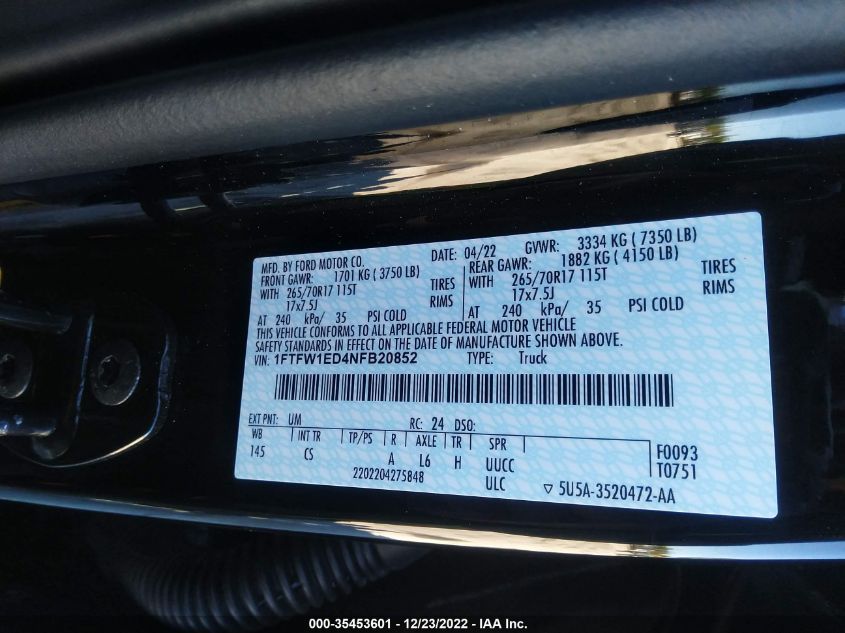 MFD. BY FORD MOTOR CO.
DATE: 04/22 GVWR: 3334 KG ( 7350 LB)
FRONT GAWR: 1701 KG ( 3750 LB) REAR GAWR: 1882 KG ( 4150 LB)
WITH 265/70R17 115T TIRES WITH 265/70R17 115T TIRES
17x7.5J RIMS 17x7.5J RIMS
AT 240 kPa/ 35 PSI COLD AT 240 kPa/ 35 PSI COLD
THIS VEHICLE CONFORMS TO ALL APPLICABLE FEDERAL MOTOR VEHICLE
SAFETY STANDARDS IN EFFECT ON THE DATE OF MANUFACTURE SHOWN ABOVE.
VIN: 1FTFW1ED4NFB20852 TYPE: Truck
EXT PNT: UM RC: 24 DSO:
WB INT TR TP/PS R AXLE TR SPR
145 CS A L6 H UUCC F0093
2202204275848 ULC T0751
5U5A-3520472-AA
000-35453601 - 12/23/2022 - IAA Inc.